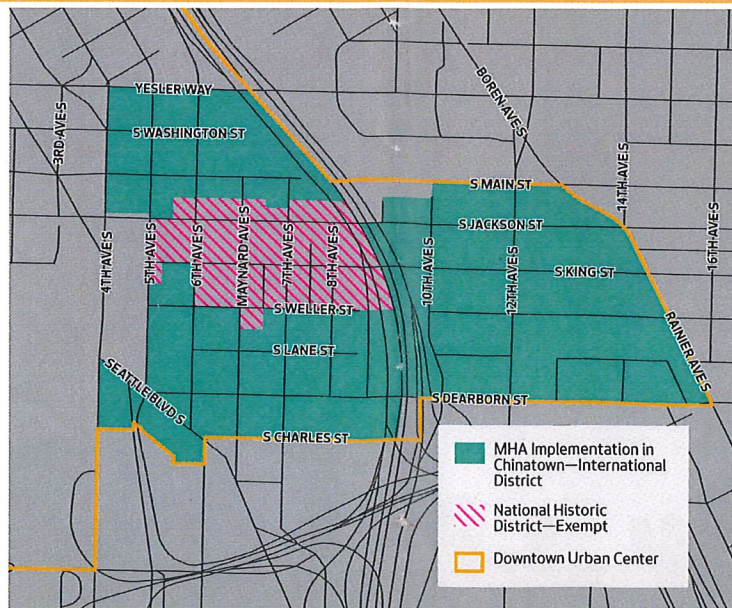 YESLER WAY
S WASHINGTON ST
3RD AVE S
BOREN AVE S
S MAIN ST
14TH AVE S
S JACKSON ST
16TH AVE S
4TH AVE S
5TH AVE S
6TH AVE S
MAYNARD AVE S
7TH AVE S
8TH AVE S
10TH AVE S
12TH AVE S
S KING ST
S WELLER ST
S LANE ST
RAINIER AVE S
SEATTLE BLVD S
S DEARBORN ST
S CHARLES ST
MHA Implementation in
Chinatown—International
District
National Historic
District—Exempt
Downtown Urban Center